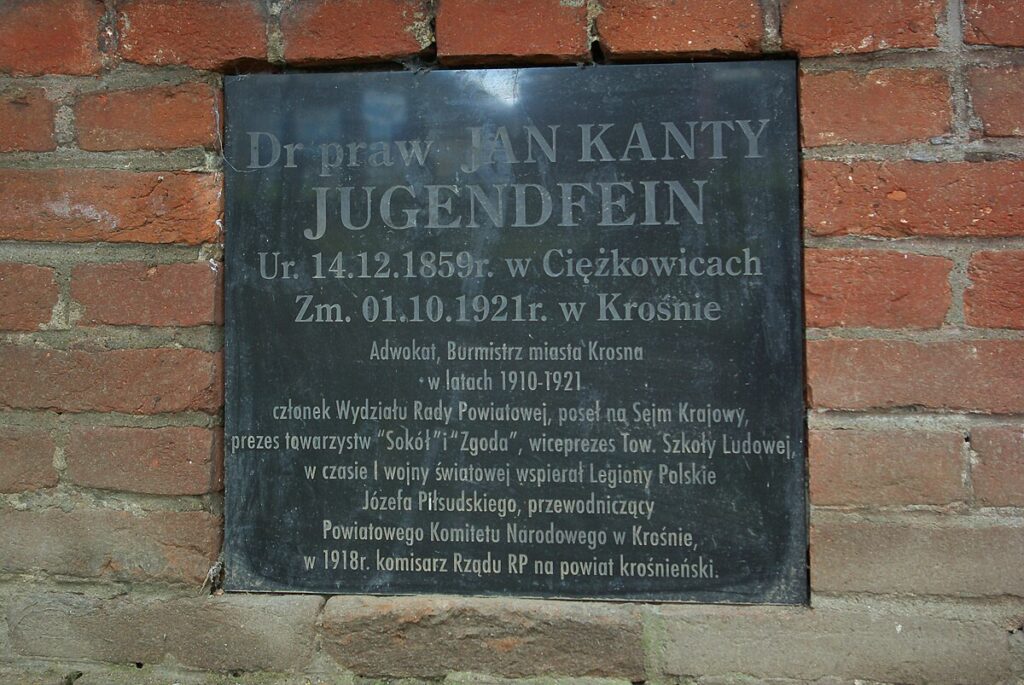 Dr praw JAN KANTY
JUGENDFEIN
Ur. 14.12.1859r. w Ciężkowicach
Zm. 01.10.1921r. w Krośnie
Adwokat, Burmistrz miasta Krosna
w latach 1910-1921
członek Wydziału Rady Powiatowej, poseł na Sejm Krajowy,
prezes towarzystw "Sokół" i "Zgoda", wiceprezes Tow. Szkoły Ludowej,
w czasie I wojny światowej wspierał Legiony Polskie
Józefa Piłsudskiego, przewodniczący
Powiatowego Komitetu Narodowego w Krośnie,
w 1918r. komisarz Rządu RP na powiat krośnieński.